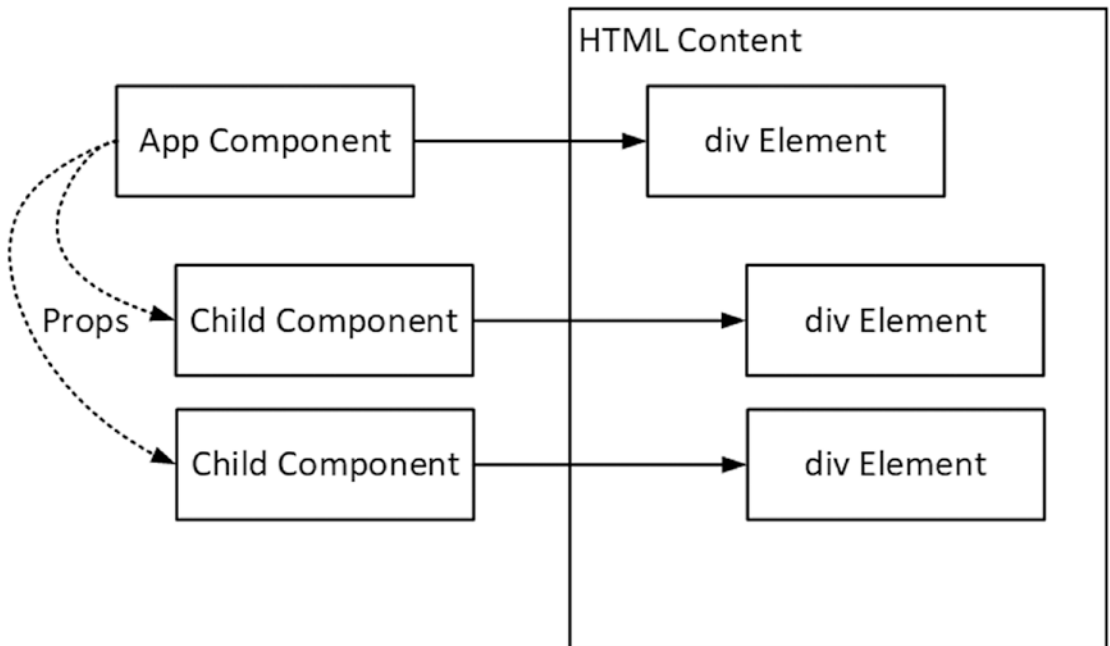 HTML Content
App Component
div Element
Props
Child Component
div Element
Child Component
div Element